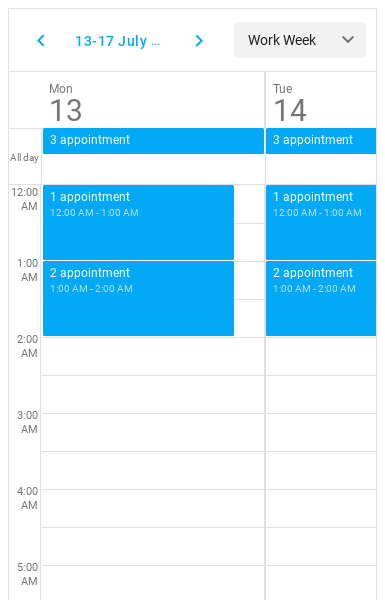 13-17 July ...
Work Week
Mon
13
Tue
14
All day
3 appointment
3 appointment
12:00
AM
1 appointment
12:00 AM - 1:00 AM
1 appointment
12:00 AM - 1:00 AM
1:00
AM
2 appointment
1:00 AM - 2:00 AM
2 appointment
1:00 AM - 2:00 AM
2:00
AM
3:00
AM
4:00
AM
5:00
AM